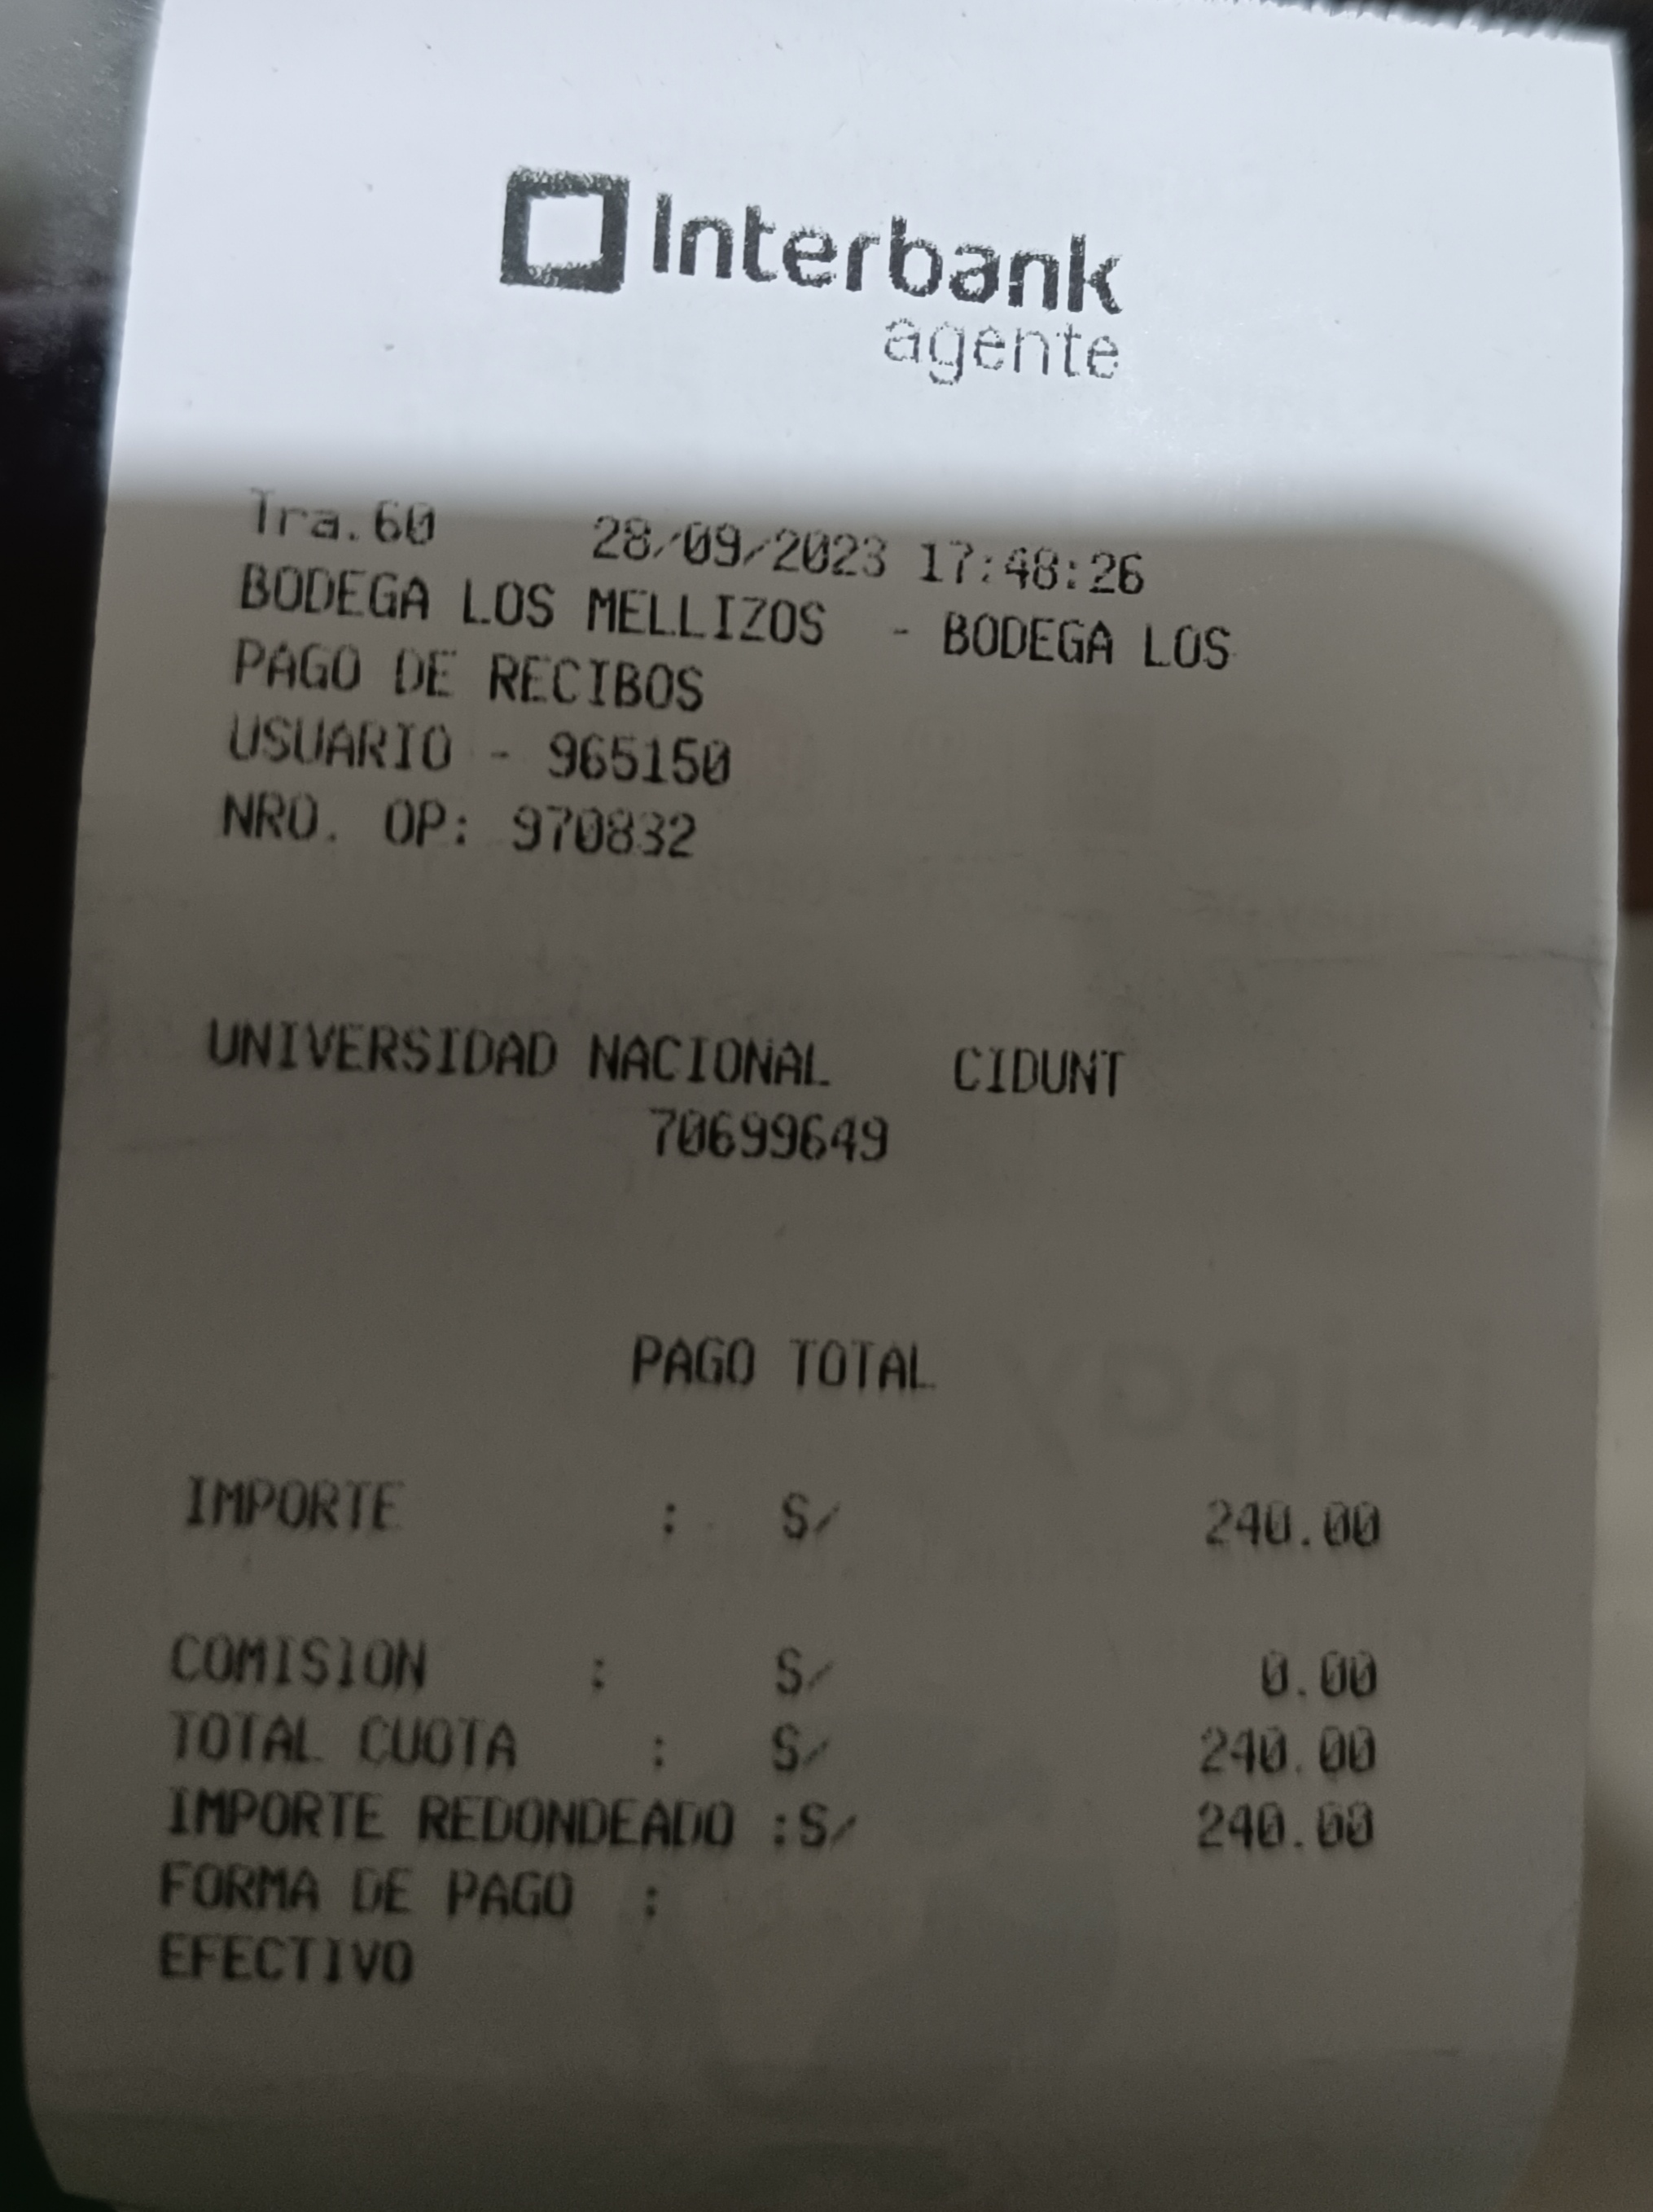 Interbank
agente
Tra.60 28/09/2023 17:48:26
BODEGA LOS MELLIZOS - BODEGA LOS
PAGO DE RECIBOS
USUARIO - 965150
NRO. OP: 970832
UNIVERSIDAD NACIONAL CIDUNT
70699649
PAGO TOTAL
IMPORTE : S/ 240.00
COMISION : S/ 0.00
TOTAL CUOTA : S/ 240.00
IMPORTE REDONDEADO :S/ 240.00
FORMA DE PAGO :
EFECTIVO